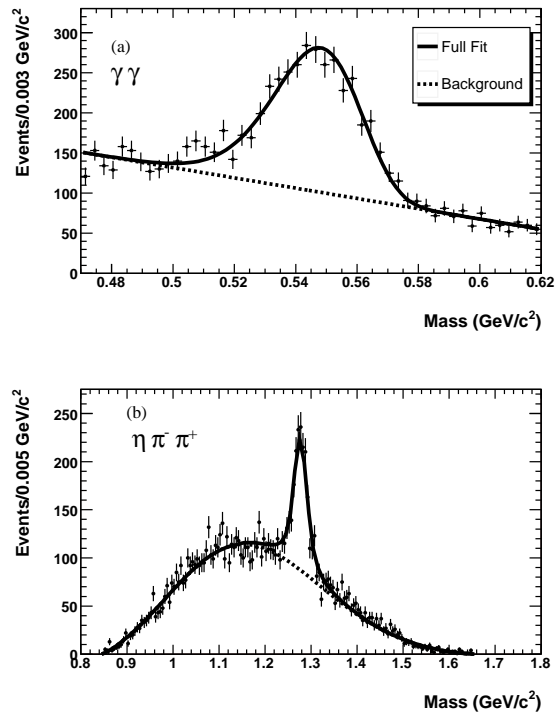 Events/0.003 GeV/c²
300
250
200
150
100
50
0
(a)
γ γ
Full Fit
Background
0.48 0.5 0.52 0.54 0.56 0.58 0.6 0.62
Mass (GeV/c²)
Events/0.005 GeV/c²
250
200
150
100
50
0
(b)
η π⁻ π⁺
0.8 0.9 1 1.1 1.2 1.3 1.4 1.5 1.6 1.7 1.8
Mass (GeV/c²)